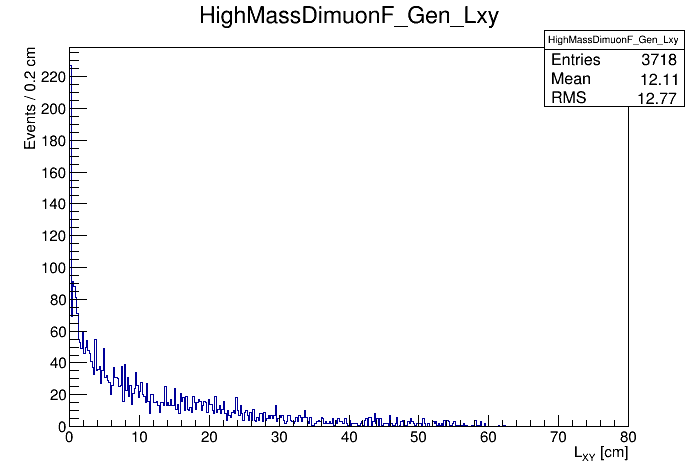 HighMassDimuonF_Gen_Lxy
HighMassDimuonF_Gen_Lxy
Entries 3718
Mean 12.11
RMS 12.77
Events / 0.2 cm
220
200
180
160
140
120
100
80
60
40
20
0
0 10 20 30 40 50 60 70 80
LXY [cm]